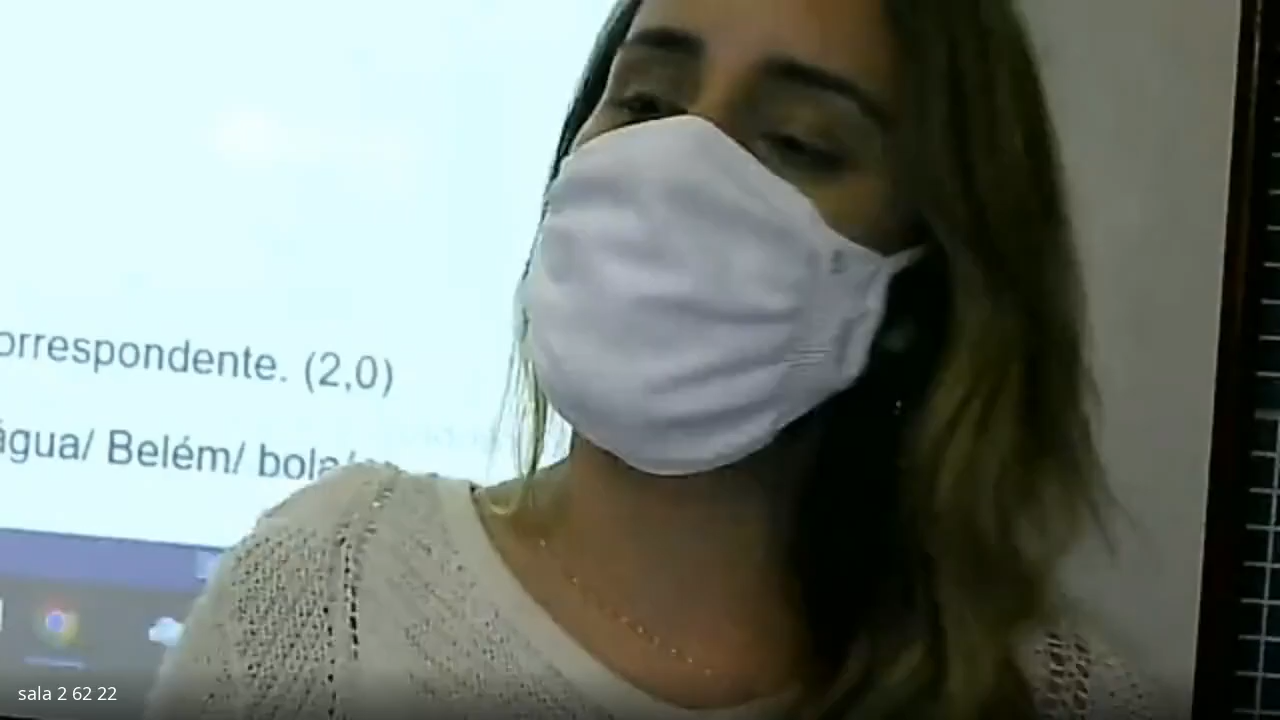 orrespondente. (2,0)
água/ Belém/ bola/
sala 2 62 22